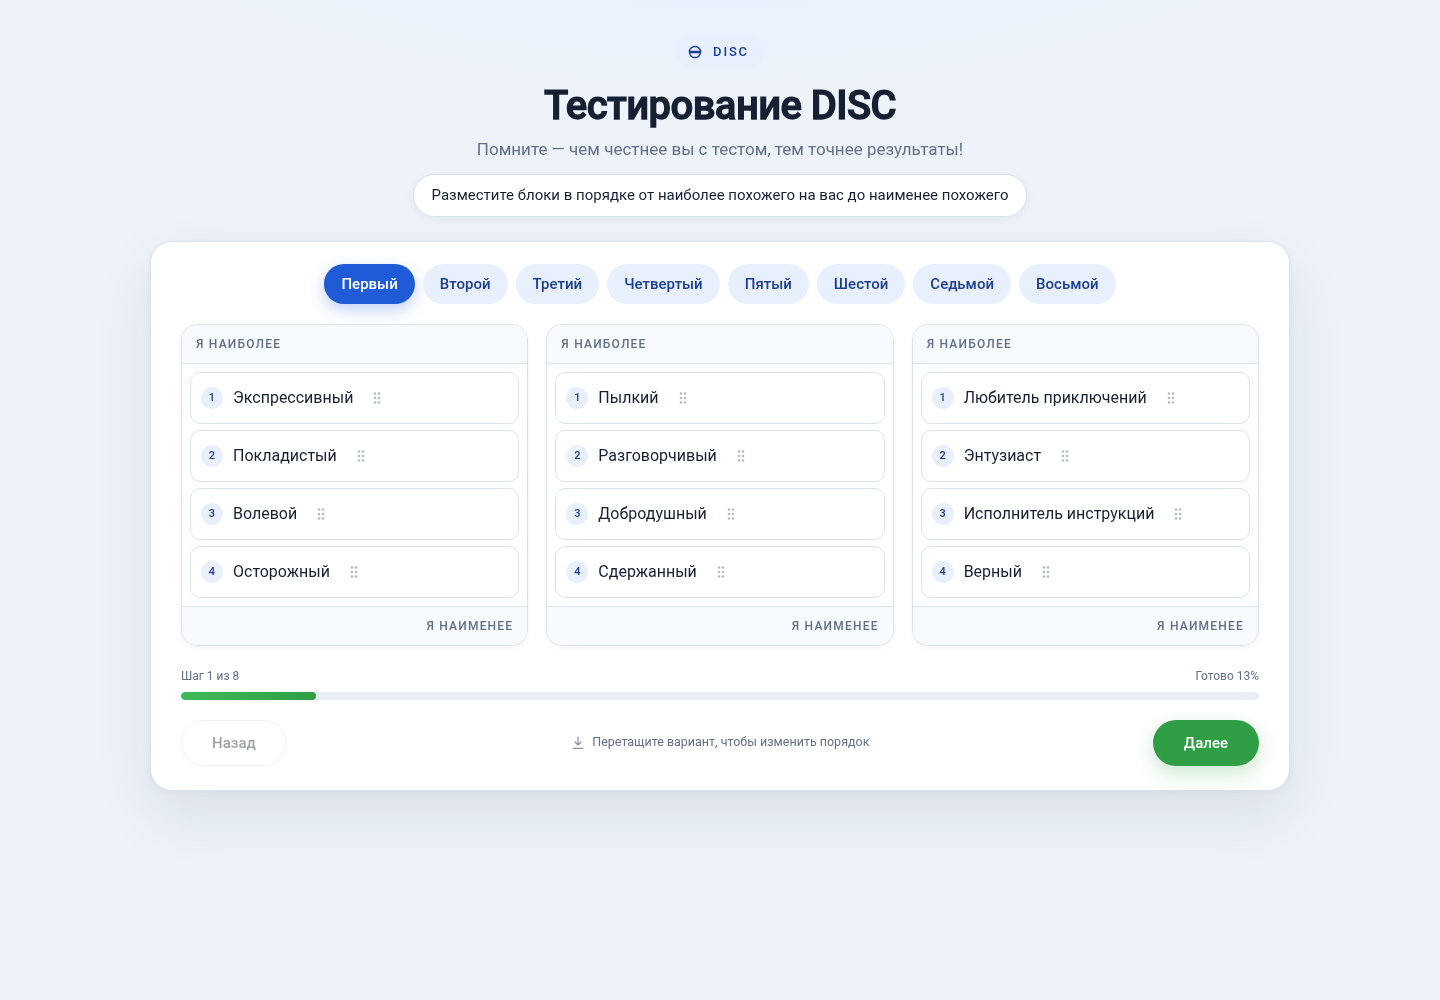 DISC
Тестирование DISC
Помните — чем честнее вы с тестом, тем точнее результаты!
Разместите блоки в порядке от наиболее похожего на вас до наименее похожего
Первый
Второй
Третий
Четвертый
Пятый
Шестой
Седьмой
Восьмой
Я НАИБОЛЕЕ
1 Экспрессивный
2 Покладистый
3 Волевой
4 Осторожный
Я НАИМЕНЕЕ
Я НАИБОЛЕЕ
1 Пылкий
2 Разговорчивый
3 Добродушный
4 Сдержанный
Я НАИМЕНЕЕ
Я НАИБОЛЕЕ
1 Любитель приключений
2 Энтузиаст
3 Исполнитель инструкций
4 Верный
Я НАИМЕНЕЕ
Шаг 1 из 8
Готово 13%
Назад
Перетащите вариант, чтобы изменить порядок
Далее